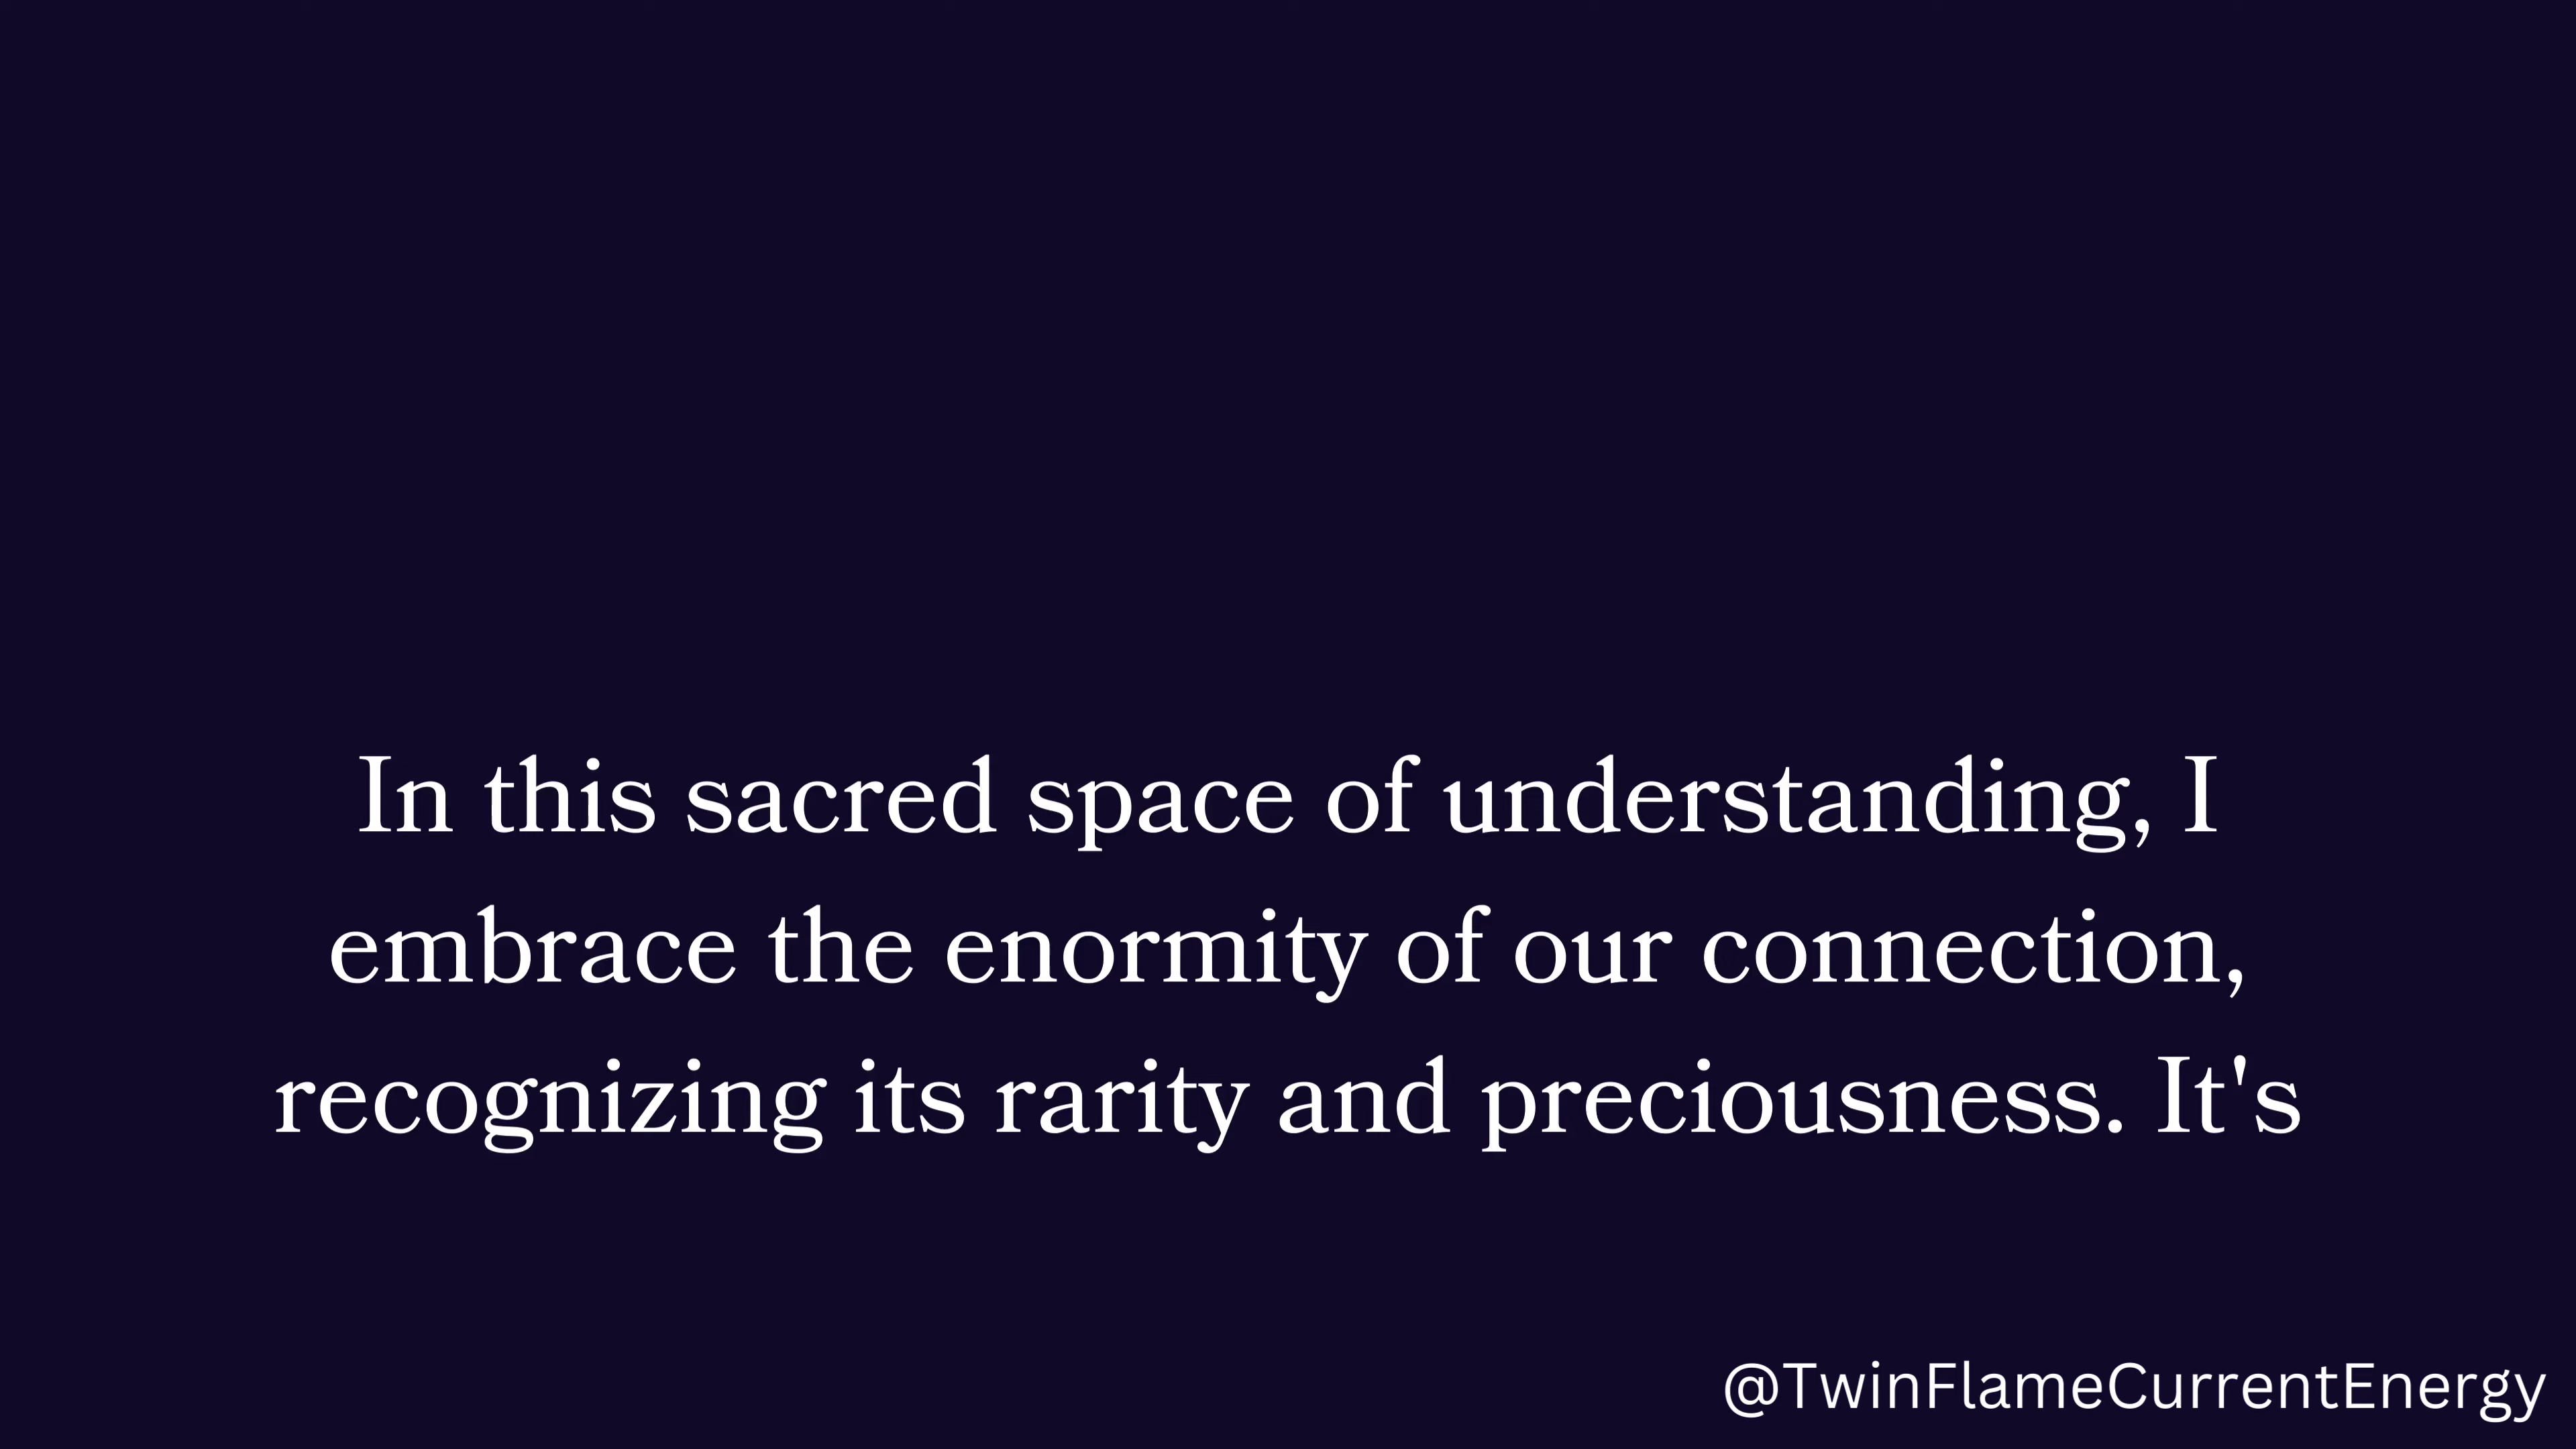 In this sacred space of understanding, I
embrace the enormity of our connection,
recognizing its rarity and preciousness. It's
@TwinFlameCurrentEnergy